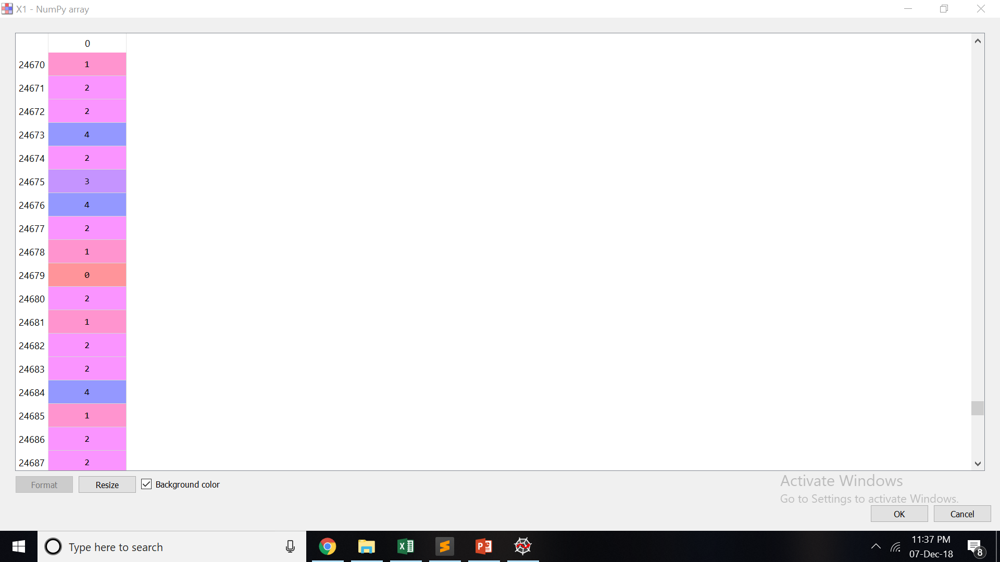 X1 - NumPy array
0
24670 1
24671 2
24672 2
24673 4
24674 2
24675 3
24676 4
24677 2
24678 1
24679 0
24680 2
24681 1
24682 2
24683 2
24684 4
24685 1
24686 2
24687 2
Format Resize Background color
Activate Windows
Go to Settings to activate Windows.
OK Cancel
Type here to search
11:37 PM
07-Dec-18
8